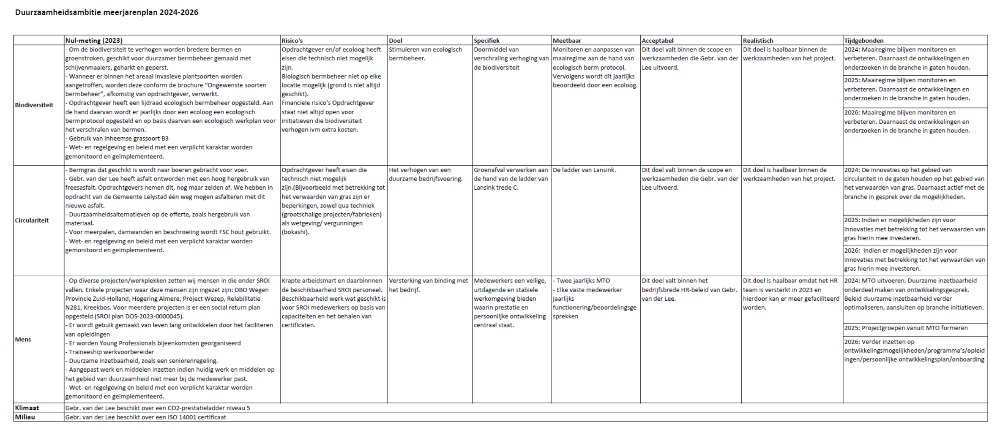 Duurzaamheidsambitie meerjarenplan 2024-2026
Nul-meting (2023)
Risico's
Doel
Specifiek
Meetbaar
Acceptabel
Realistisch
Tijdgebonden
Biodiversiteit
- Om de biodiversiteit te verhogen worden bredere bermen en
groenstroken, geschikt voor duurzamer bermbeheer gemaaid met
schijvenmaaiers, geharkt en geperst.
- Wanneer er binnen het areaal invasieve plantsoorten worden
aangetroffen, worden deze conform de brochure “Ongewenste soorten
bermbeheer”, afkomstig van opdrachtgever, verwerkt.
- Opdrachtgever heeft een lijdraad ecologisch bermbeheer opgesteld. Aan
de hand daarvan wordt er jaarlijks door een ecoloog een ecologisch
bermprotocol opgesteld en op basis daarvan een ecologisch werkplan voor
het verschralen van bermen.
- Gebruik van inheemse grassoort B3
- Wet- en regelgeving en beleid met een verplicht karaktar worden
gemonitoord en geïmplementeerd.
Opdrachtgever en/of ecoloog heeft
eisen die technisch niet mogelijk
zijn.
Biologisch bermbeheer niet op elke
locatie mogelijk (grond is niet altijd
geschikt).
Financiele risico's Opdrachtgever
staat niet altijd open voor
initiatieven die biodiversiteit
verhogen ivm extra kosten.
Stimuleren van ecologisch
bermbeheer.
Doormiddel van
verschraling verhoging van
de biodiversiteit
Monitoren en aanpassen van
maairegime aan de hand van
ecologisch berm protocol.
Vervolgens wordt dit jaarlijks
beoordeeld door een ecoloog.
Dit doel valt binnen de scope en
werkzaamheden die Gebr. van der
Lee uitvoerd.
Dit doel is haalbaar binnen de
werkzaamheden van het project.
2024: Maairegime blijven monitoren en
verbeteren. Daarnaast de ontwikkelingen en
onderzoeken in de branche in gaten houden.
2025: Maairegime blijven monitoren en
verbeteren. Daarnaast de ontwikkelingen en
onderzoeken in de branche in gaten houden.
2026: Maairegime blijven monitoren en
verbeteren. Daarnaast de ontwikkelingen en
onderzoeken in de branche in gaten houden.
Circulariteit
- Bermgras dat geschikt is wordt naar boeren gebracht voor voer.
- Gebr. van der Lee heeft asfalt ontworden met een hoog hergebruik van
freesasfalt. Opdrachtgevers nemen dit, nog maar zelden af. We hebben in
opdracht van de Gemeente Lelystad één weg mogen asfalteren met dit
nieuwe asfalt.
- Duurzaamheidsalternatieven op de offerte, zoals hergebruik van
materiaal.
- Voor meerpalen, damwanden en beschroeiing wordt FSC hout gebruikt.
- Wet- en regelgeving en beleid met een verplicht karaktar worden
gemonitoord en geïmplementeerd.
Opdrachtgever heeft eisen die
technisch niet mogelijk
zijn.(Bijvoorbeeld met betrekking tot
het verwaarden van gras zijn er
beperkingen, zowel qua techniek
(grootschalige projecten/fabrieken)
als wetgeving/ vergunningen
(bokashi).
Het verhogen van een
duurzame bedrijfsvoering.
Groenafval verwerken aan
de hand van de ladder van
Lansink trede C.
De ladder van Lansink.
Dit doel valt binnen de scope en
werkzaamheden die Gebr. van der
Lee uitvoerd.
Dit doel is haalbaar binnen de
werkzaamheden van het project.
2024: De innovaties op het gebied van
circulariteit in de gaten houden op het gebied van
het verwaarden van gras. Daarnaast actief met de
branche in gesprek over de mogelijkheden.
2025: Indien er mogelijkheden zijn voor
innovaties met betrekking tot het verwaarden van
gras hierin mee investeren.
2026:  Indien er mogelijkheden zijn voor
innovaties met betrekking tot het verwaarden van
gras hierin mee investeren.
Mens
- Op diverse projecten/werkplekken zetten wij mensen in die onder SROI
vallen. Enkele projecten waar deze mensen zijn ingezet zijn: DBO Wegen
Provincie Zuid-Holland, Hogering Almere, Project Wezep, Relabilitatie
N281, Kreekbos. Voor meerdere projecten is er een social return plan
opgesteld (SROI plan DOS-2023-0000045).
- Er wordt gebuik gemaakt van leven lang ontwikkelen door het faciliteren
van opleidingen
- Er worden Young Professionals bijeenkomsten georganiseerd
- Traineeship werkvoorbereider
- Duurzame inzetbaarheid, zoals een seniorenregeling.
- Aangepast werk en middelen inzetten indien huidig werk en middelen op
het gebied van duurzaamheid niet meer bij de medewerker past.
- Wet- en regelgeving en beleid met een verplicht karaktar worden
gemonitoord en geïmplementeerd.
Krapte arbeidsmart en daarbinnnen
de beschikbaarheid SROI personeel.
Beschikbaarheid werk wat geschikt is
voor SROI medewerkers op basis van
capaciteiten en het behalen van
certificaten.
Versterking van binding met
het bedrijf.
Medewerkers een veilige,
uitdagende en stabiele
werkomgeving bieden
waarin prestatie en
persoonlijke ontwikkeling
centraal staat.
- Twee jaarlijks MTO
- Elke vaste medewerker
jaarlijks
functionering/beoordelingsge
sprekken
Dit doel valt binnen het
bedrijfsbrede HR-beleid van Gebr.
van der Lee.
Dit doel is haalbaar omdat het HR
team is versterkt in 2023 en
hierdoor kan er meer gefaciliteerd
worden.
2024: MTO uitvoeren. Duurzame inzetbaarheid
onderdeel maken van ontwikkelingsgesprek.
Beleid duurzame inzetbaarheid verder
optimaliseren, aansluiten op branche initiatieven.
2025: Projectgroepen vanuit MTO formeren
2026: Verder inzetten op
ontwikkelingsmogelijkheden/programma’s/opleid
ingen/persoonlijke ontwikkelingsplan/onboarding
Klimaat
Gebr. van der Lee beschikt over een CO2-prestatieladder niveau 5
Milieu
Gebr. van der Lee beschikt over een ISO 14001 certificaat